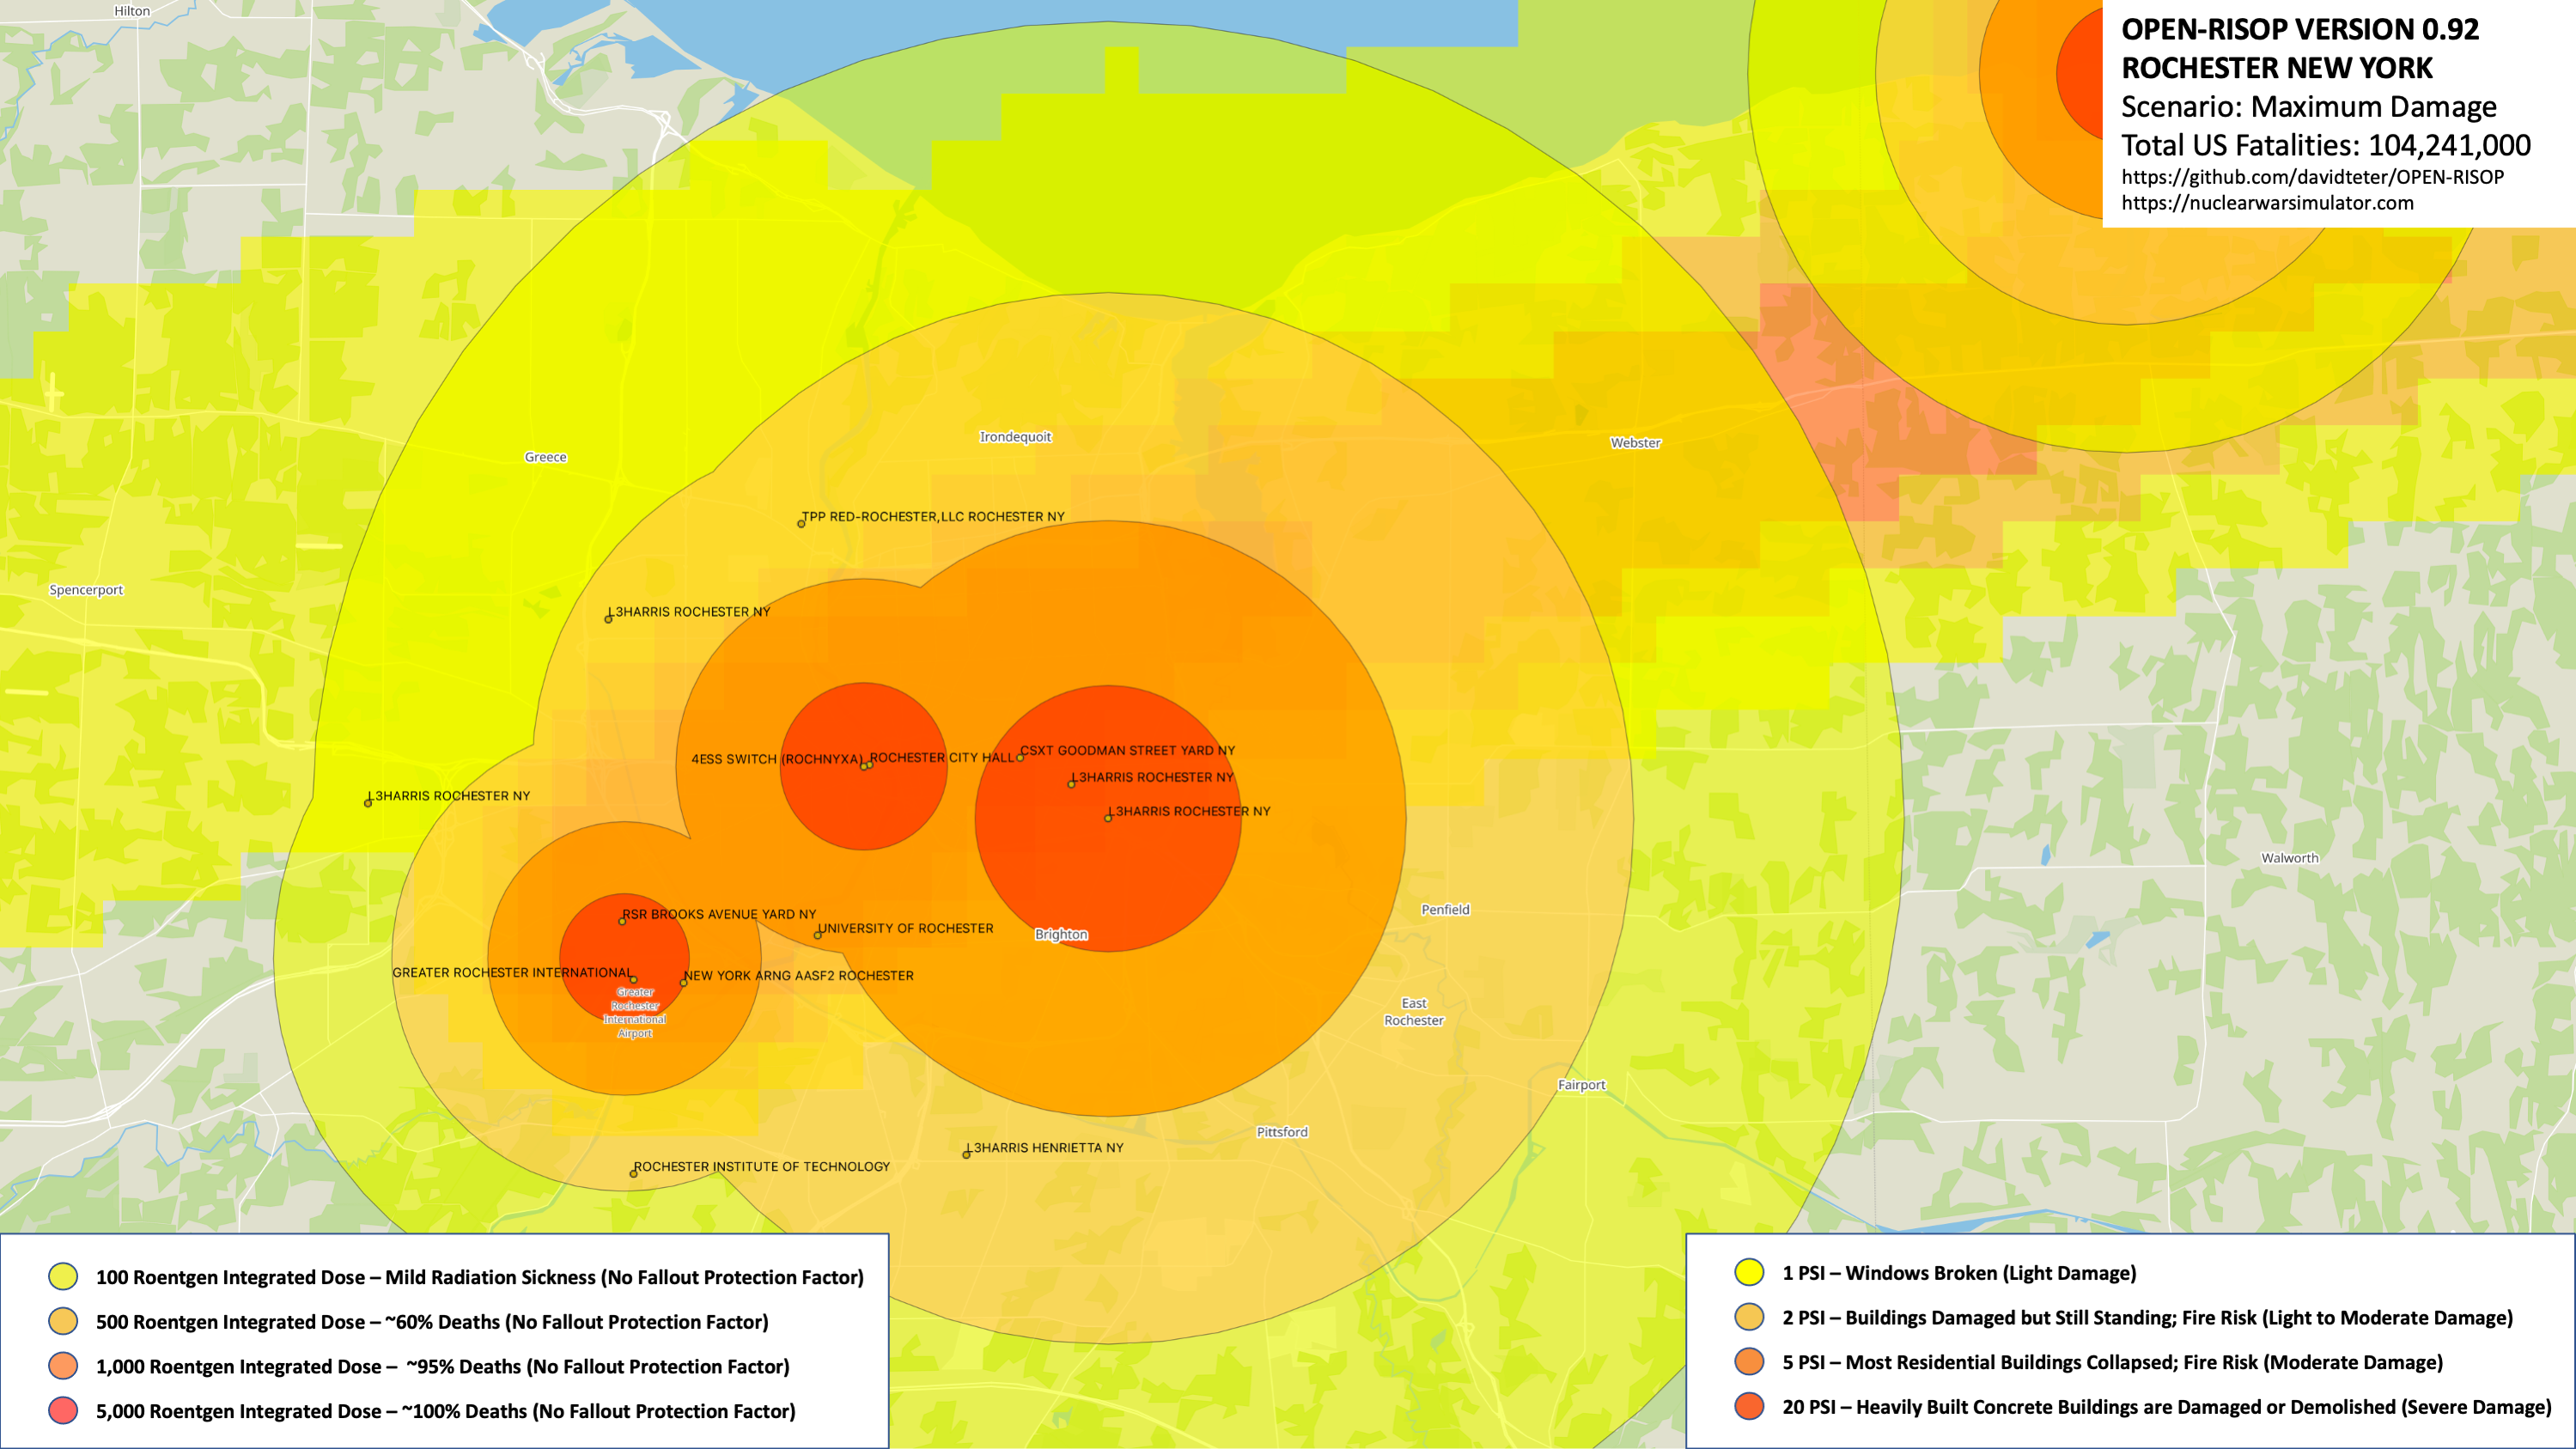 Hilton
OPEN-RISOP VERSION 0.92
ROCHESTER NEW YORK
Scenario: Maximum Damage
Total US Fatalities: 104,241,000
https://github.com/davidteter/OPEN-RISOP
https://nuclearwarsimulator.com
Irondequoit
Webster
Greece
TPP RED-ROCHESTER,LLC ROCHESTER NY
Spencerport
L3HARRIS ROCHESTER NY
4ESS SWITCH (ROCHNYXA)
ROCHESTER CITY HALL
CSXT GOODMAN STREET YARD NY
L3HARRIS ROCHESTER NY
L3HARRIS ROCHESTER NY
L3HARRIS ROCHESTER NY
Walworth
RSR BROOKS AVENUE YARD NY
UNIVERSITY OF ROCHESTER
Brighton
Penfield
GREATER ROCHESTER INTERNATIONAL
NEW YORK ARNG AASF2 ROCHESTER
Greater
Rochester
International
Airport
East
Rochester
Fairport
Pittsford
L3HARRIS HENRIETTA NY
ROCHESTER INSTITUTE OF TECHNOLOGY
100 Roentgen Integrated Dose – Mild Radiation Sickness (No Fallout Protection Factor)
500 Roentgen Integrated Dose – ~60% Deaths (No Fallout Protection Factor)
1,000 Roentgen Integrated Dose – ~95% Deaths (No Fallout Protection Factor)
5,000 Roentgen Integrated Dose – ~100% Deaths (No Fallout Protection Factor)
1 PSI – Windows Broken (Light Damage)
2 PSI – Buildings Damaged but Still Standing; Fire Risk (Light to Moderate Damage)
5 PSI – Most Residential Buildings Collapsed; Fire Risk (Moderate Damage)
20 PSI – Heavily Built Concrete Buildings are Damaged or Demolished (Severe Damage)